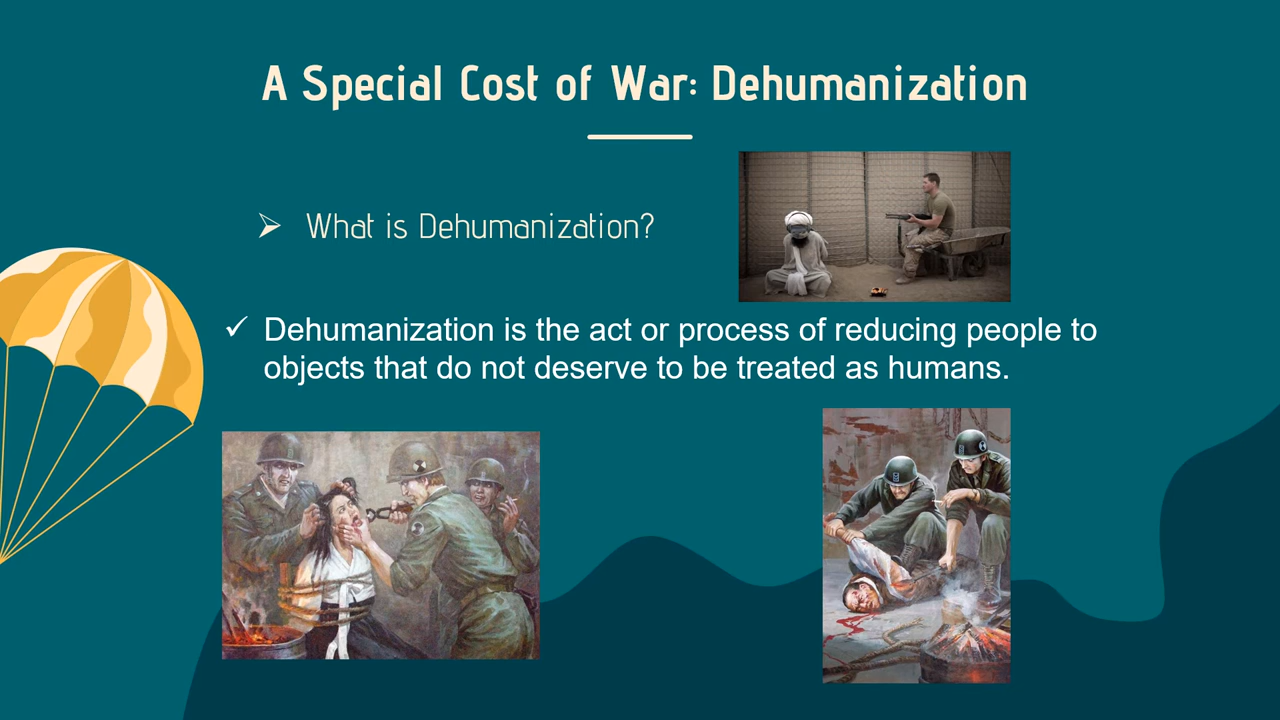 A Special Cost of War: Dehumanization
➢ What is Dehumanization?
✓ Dehumanization is the act or process of reducing people to
objects that do not deserve to be treated as humans.